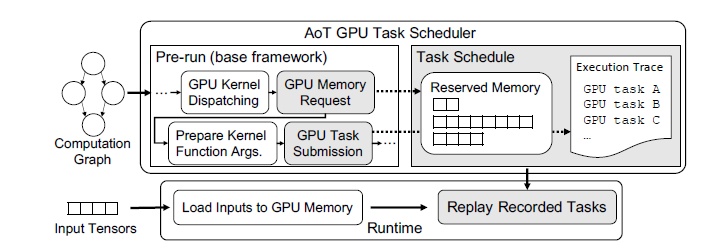 AoT GPU Task Scheduler
Pre-run (base framework)
... GPU Kernel
Dispatching
GPU Memory
Request
Prepare Kernel
Function Args.
GPU Task
Submission
...
Computation
Graph
Task Schedule
Reserved Memory
Execution Trace
GPU task A
GPU task B
GPU task C
…
Input Tensors
Load Inputs to GPU Memory
Runtime
Replay Recorded Tasks